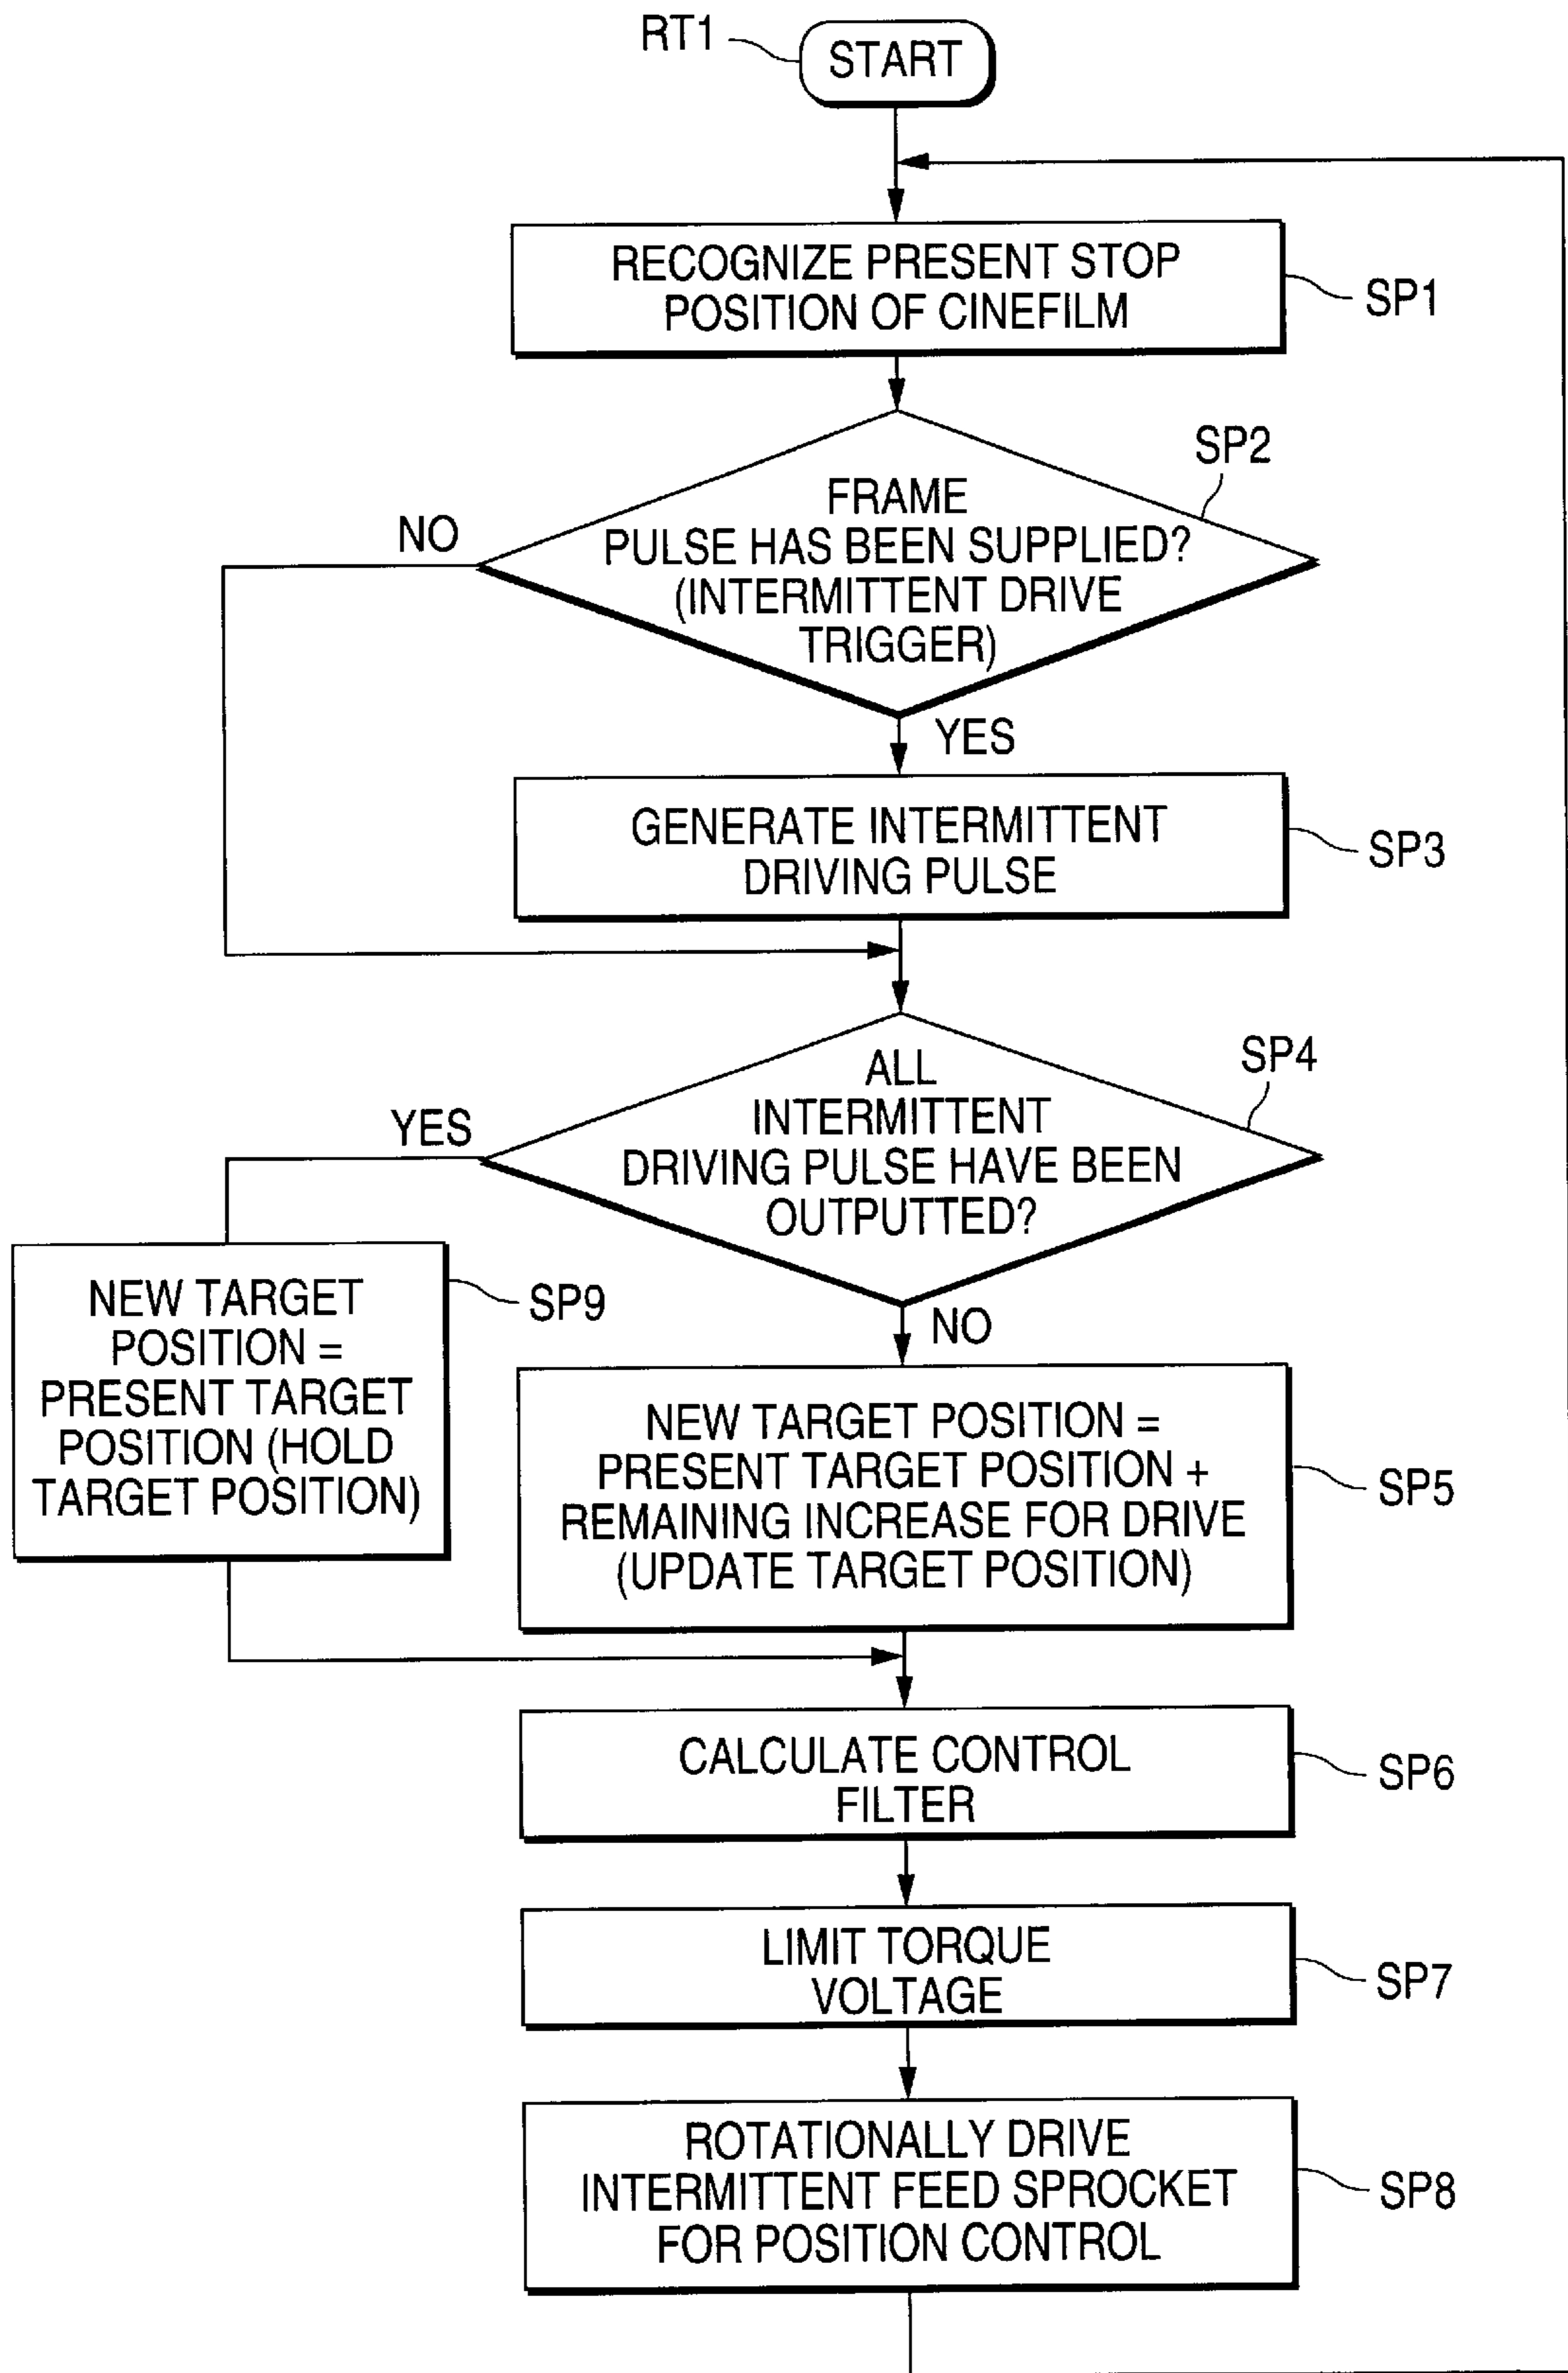 RT1
START
RECOGNIZE PRESENT STOP
POSITION OF CINEFILM
SP1
SP2
FRAME
PULSE HAS BEEN SUPPLIED?
(INTERMITTENT DRIVE
TRIGGER)
NO
YES
GENERATE INTERMITTENT
DRIVING PULSE
SP3
SP4
ALL
INTERMITTENT
DRIVING PULSE HAVE BEEN
OUTPUTTED?
YES
NO
NEW TARGET
POSITION =
PRESENT TARGET
POSITION (HOLD
TARGET POSITION)
SP9
NEW TARGET POSITION =
PRESENT TARGET POSITION +
REMAINING INCREASE FOR DRIVE
(UPDATE TARGET POSITION)
SP5
CALCULATE CONTROL
FILTER
SP6
LIMIT TORQUE
VOLTAGE
SP7
ROTATIONALLY DRIVE
INTERMITTENT FEED SPROCKET
FOR POSITION CONTROL
SP8